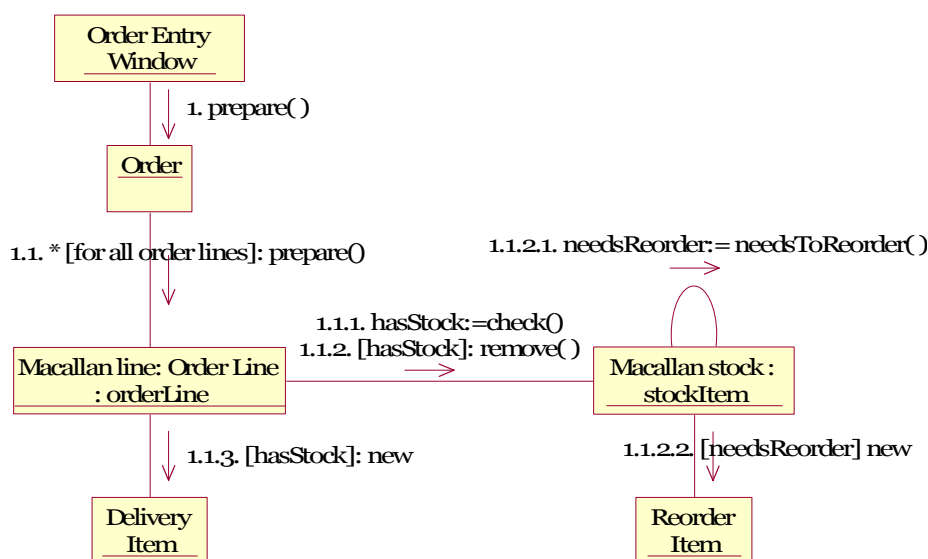 Order Entry
Window
1. prepare( )
Order
1.1. * [for all order lines]: prepare()
1.1.2.1. needsReorder:= needsToReorder( )
1.1.1. hasStock:=check()
1.1.2. [hasStock]: remove( )
Macallan line: Order Line
: orderLine
Macallan stock :
stockItem
1.1.3. [hasStock]: new
1.1.2.2. [needsReorder] new
Delivery
Item
Reorder
Item